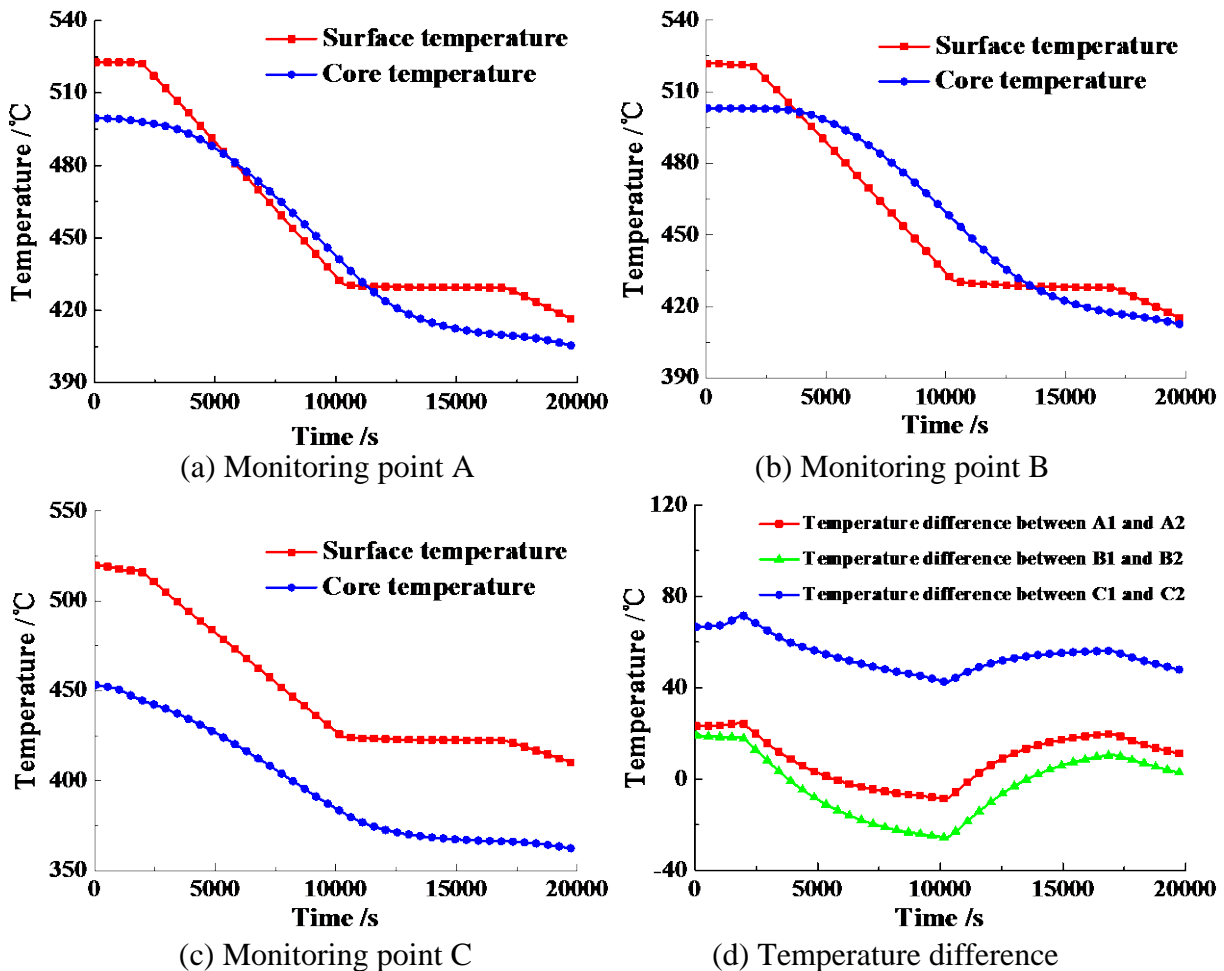 540
510
480
450
420
390
Temperature /℃
Surface temperature
Core temperature
0 5000 10000 15000 20000
Time /s
(a) Monitoring point A
540
510
480
450
420
390
Temperature /℃
Surface temperature
Core temperature
0 5000 10000 15000 20000
Time /s
(b) Monitoring point B
550
500
450
400
350
Temperature /℃
Surface temperature
Core temperature
0 5000 10000 15000 20000
Time /s
(c) Monitoring point C
120
80
40
0
-40
Temperature /℃
Temperature difference between A1 and A2
Temperature difference between B1 and B2
Temperature difference between C1 and C2
0 5000 10000 15000 20000
Time /s
(d) Temperature difference